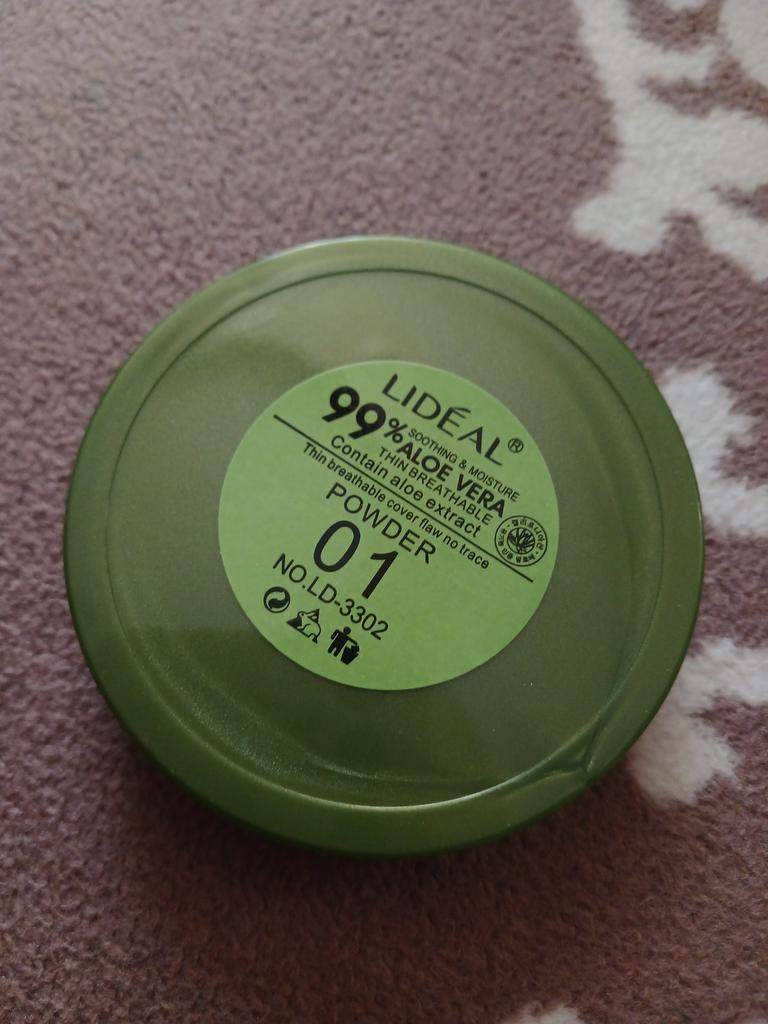 LIDÉAL®
99% SOOTHING & MOISTURE
ALOE VERA
THIN BREATHABLE
Contain aloe extract
Thin breathable cover flaw no trace
POWDER
01
NO.LD-3302